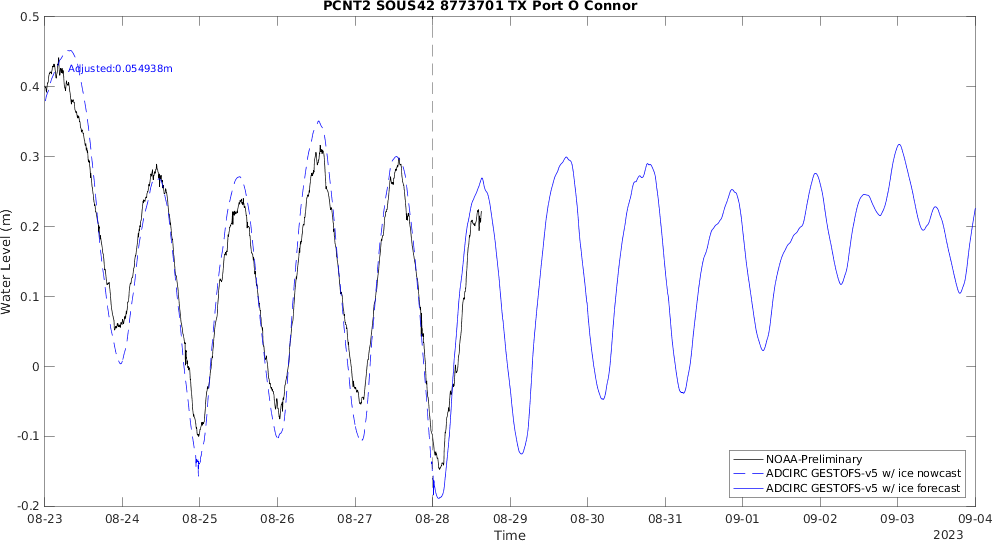 PCNT2 SOUS42 8773701 TX Port O Connor
Adjusted:0.054938m
Water Level (m)
0.5
0.4
0.3
0.2
0.1
0
-0.1
-0.2
NOAA-Preliminary
ADCIRC GESTOFS-v5 w/ ice nowcast
ADCIRC GESTOFS-v5 w/ ice forecast
08-23 08-24 08-25 08-26 08-27 08-28 08-29 08-30 08-31 09-01 09-02 09-03 09-04
Time
2023